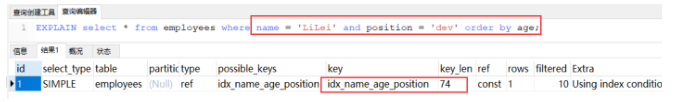 查询创建工具 查询编辑器
1 EXPLAIN select * from employees where name = 'LiLei' and position = 'dev' order by age;
信息 结果1 概况 状态
id select_type table partitic type possible_keys key key_len ref rows filtered Extra
1 SIMPLE employees (Null) ref idx_name_age_position idx_name_age_position 74 const 1 10 Using index conditio